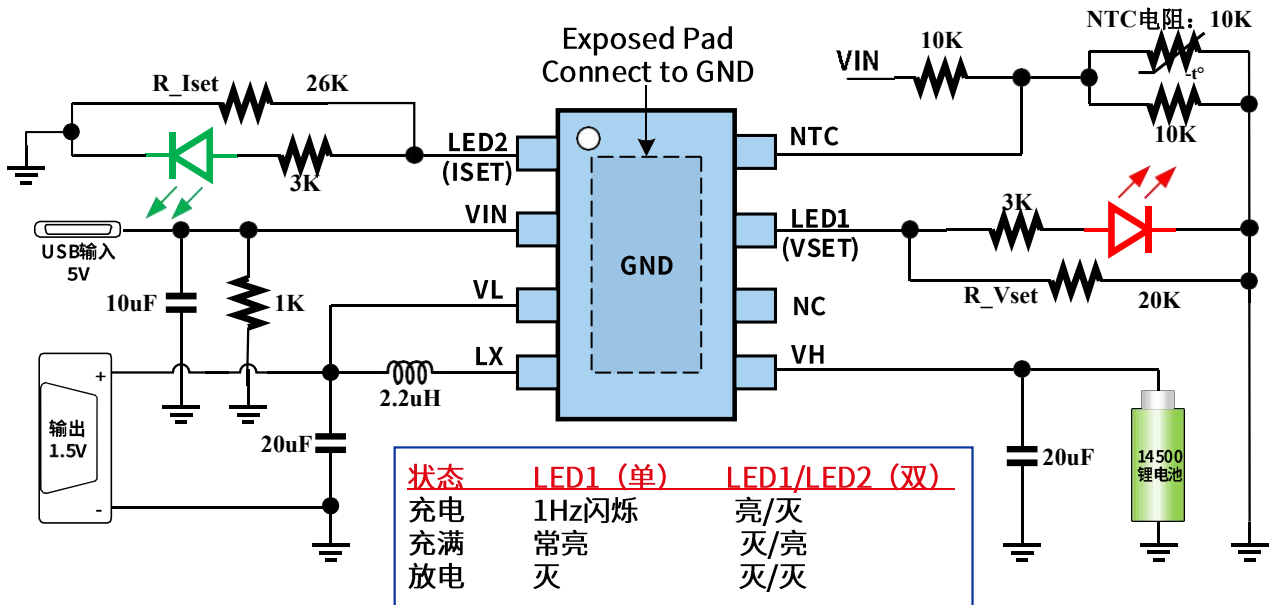 Exposed Pad
Connect to GND
NTC电阻： 10K
VIN
10K
-t°
10K
R_Iset
26K
3K
LED2
(ISET)
NTC
VIN
LED1
(VSET)
3K
USB输入
5V
GND
R_Vset
20K
10uF
1K
VL
NC
LX
VH
2.2uH
+
输出
1.5V
-
20uF
20uF
14500
锂电池
状态 LED1（单） LED1/LED2（双）
充电 1Hz闪烁 亮/灭
充满 常亮 灭/亮
放电 灭 灭/灭